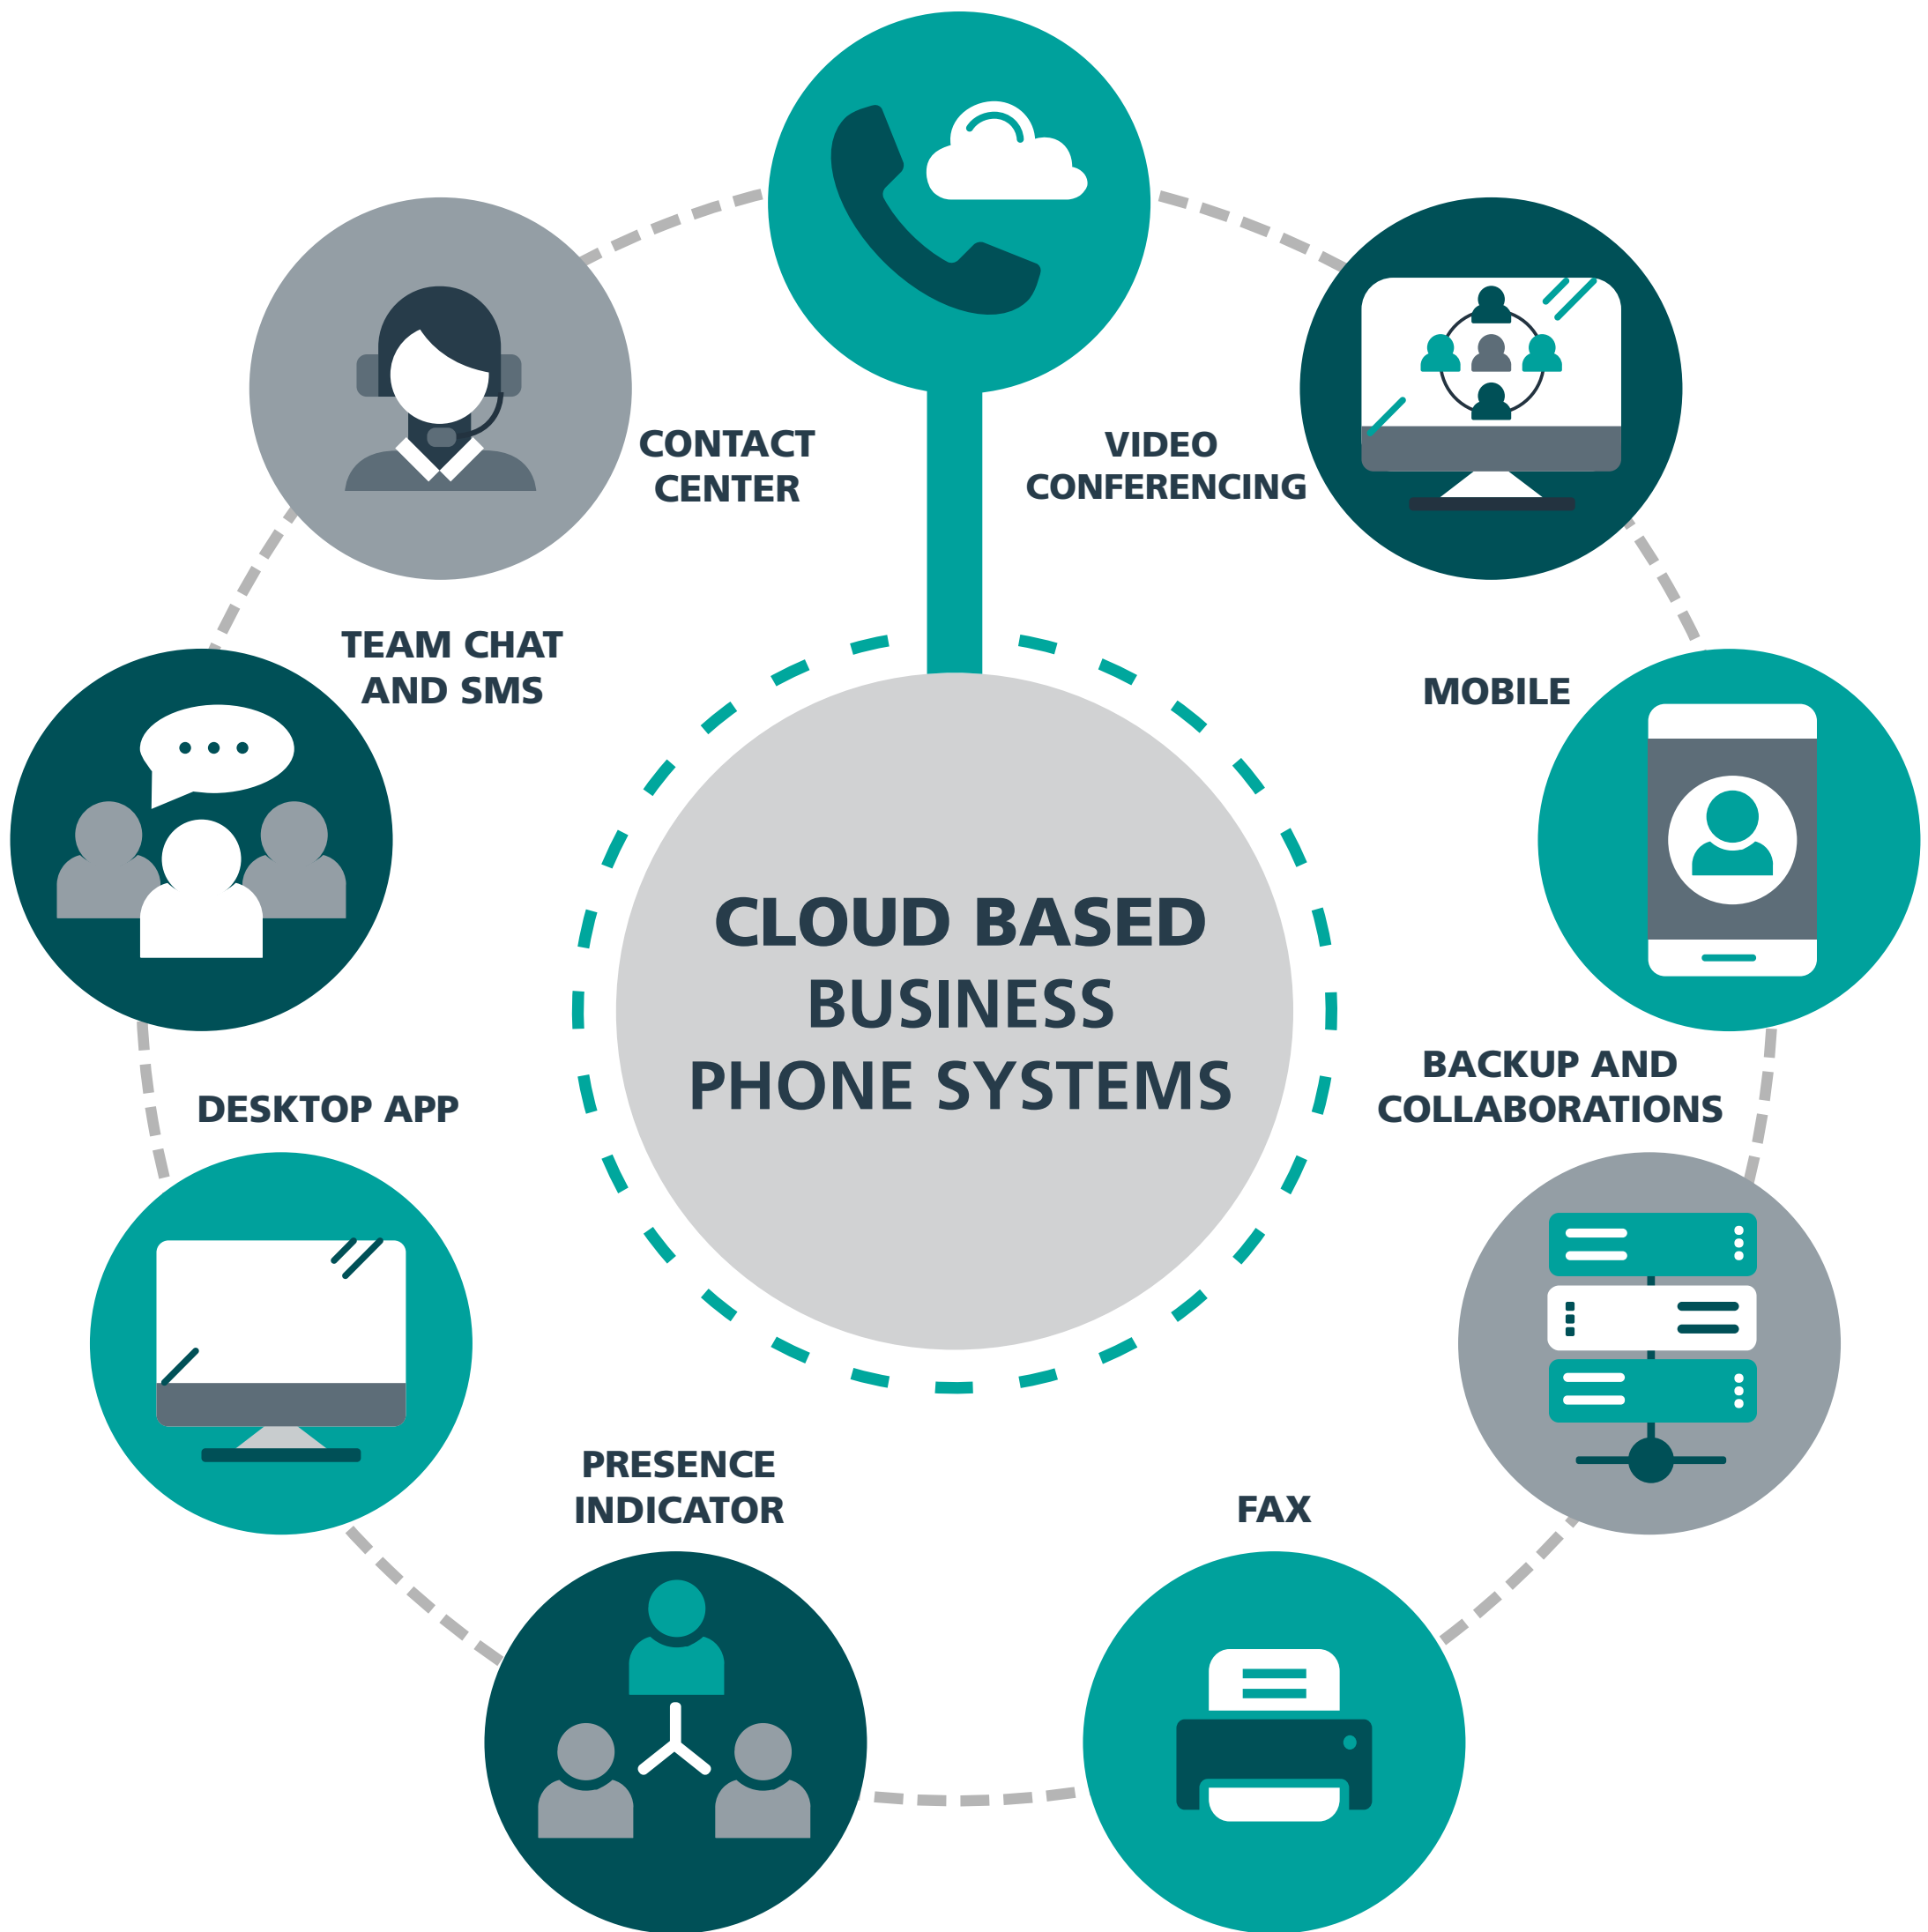 CONTACT
CENTER
VIDEO
CONFERENCING
TEAM CHAT
AND SMS
MOBILE
CLOUD BASED
BUSINESS
PHONE SYSTEMS
DESKTOP APP
BACKUP AND
COLLABORATIONS
PRESENCE
INDICATOR
FAX